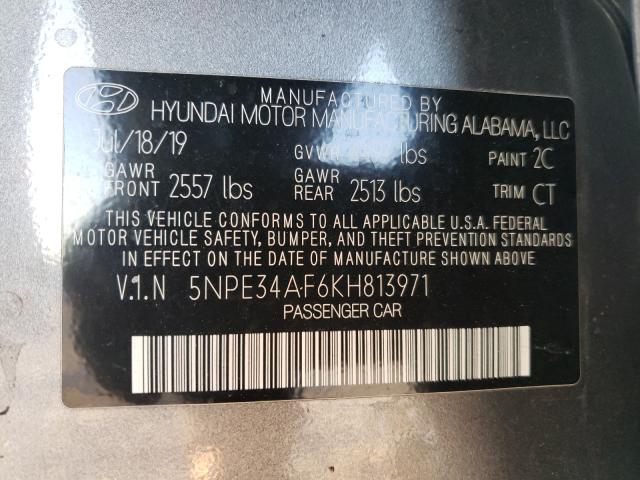 MANUFACTURED BY
HYUNDAI MOTOR MANUFACTURING ALABAMA, LLC
JUl/18/19 GVWR lbs PAINT 2C
GAWR FRONT 2557 lbs GAWR REAR 2513 lbs TRIM CT
THIS VEHICLE CONFORMS TO ALL APPLICABLE U.S.A. FEDERAL
MOTOR VEHICLE SAFETY, BUMPER, AND THEFT PREVENTION STANDARDS
IN EFFECT ON THE DATE OF MANUFACTURE SHOWN ABOVE
V.I.N 5NPE34AF6KH813971
PASSENGER CAR